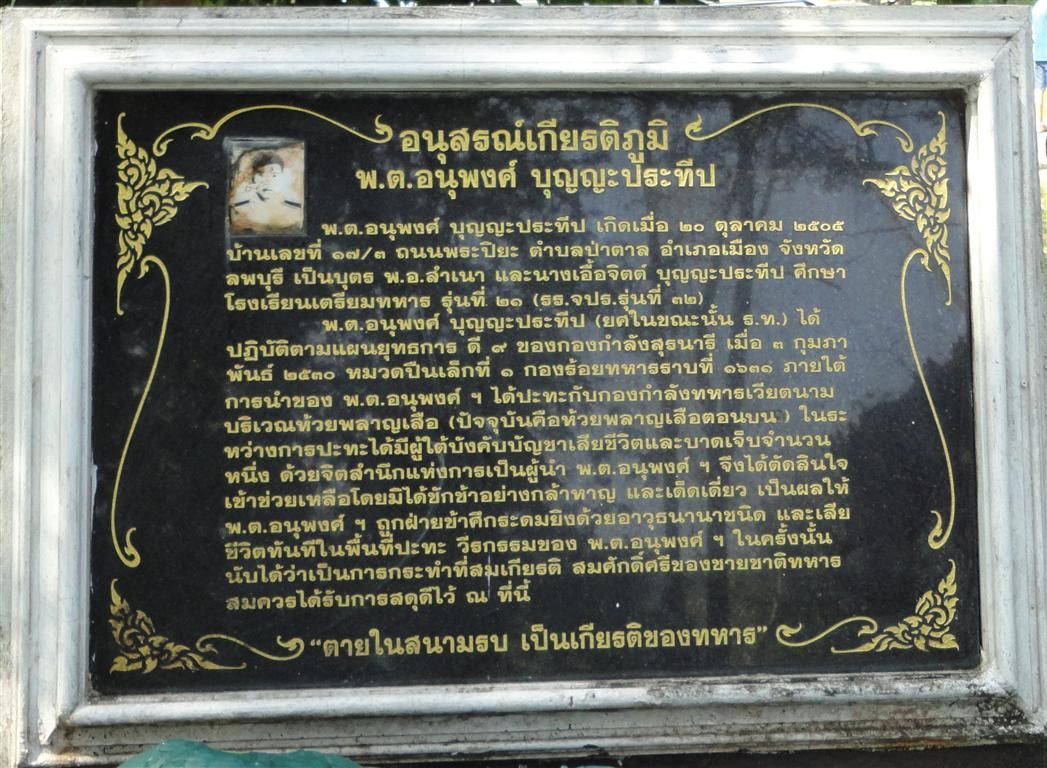 อนุสรณ์เกียรติภูมิ
พ.ต.อนุพงศ์ บุญญะประทีป
พ.ต.อนุพงศ์ บุญญะประทีป เกิดเมื่อ ๒๐ ตุลาคม ๒๕๐๕
บ้านเลขที่ ๑๗/๓ ถนนพระปิยะ ตำบลป่าตาล อำเภอเมือง จังหวัด
ลพบุรี เป็นบุตร พ.อ.สำเนา และนางเอื้อจิตต์ บุญญะประทีป ศึกษา
โรงเรียนเตรียมทหาร รุ่นที่ ๒๑ (รร.จปร.รุ่นที่ ๓๒)
พ.ต.อนุพงศ์ บุญญะประทีป (ยศในขณะนั้น ร.ท.) ได้
ปฏิบัติตามแผนยุทธการ ดี ๙ ของกองกำลังสุรนารี เมื่อ ๓ กุมภา
พันธ์ ๒๕๓๐ หมวดปืนเล็กที่ ๑ กองร้อยทหารราบที่ ๑๖๓๑ ภายใต้
การนำของ พ.ต.อนุพงศ์ ฯ ได้ปะทะกับกองกำลังทหารเวียตนาม
บริเวณห้วยพลาญเสือ (ปัจจุบันคือห้วยพลาญเสือตอนบน ) ในระ
หว่างการปะทะได้มีผู้ใต้บังคับบัญชาเสียชีวิตและบาดเจ็บจำนวน
หนึ่ง ด้วยจิตสำนึกแห่งการเป็นผู้นำ พ.ต.อนุพงศ์ ฯ จึงได้ตัดสินใจ
เข้าช่วยเหลือโดยมิได้ชักช้าอย่างกล้าหาญ และเด็ดเดี่ยว เป็นผลให้
พ.ต.อนุพงศ์ ฯ ถูกฝ่ายข้าศึกระดมยิงด้วยอาวุธนานาชนิด และเสีย
ชีวิตทันทีในพื้นที่ปะทะ วีรกรรมของ พ.ต.อนุพงศ์ ฯ ในครั้งนั้น
นับได้ว่าเป็นการกระทำที่สมเกียรติ สมศักดิ์ศรีของชายชาติทหาร
สมควรได้รับการสดุดีไว้ ณ ที่นี้
“ตายในสนามรบ เป็นเกียรติของทหาร”